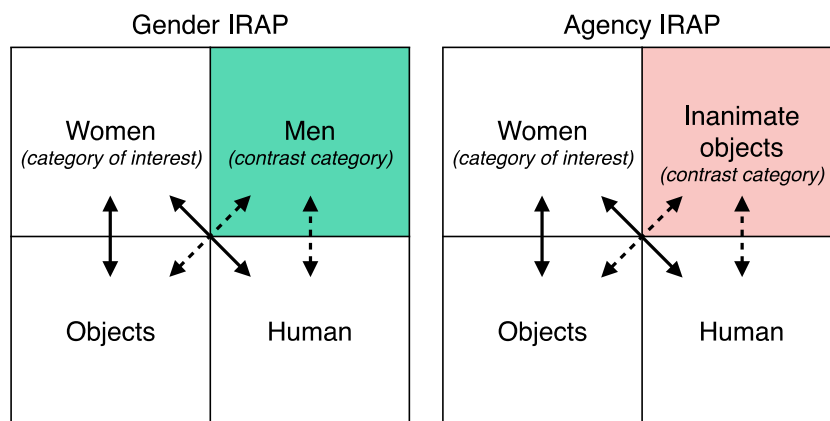 Gender IRAP
Women
(category of interest)
Men
(contrast category)
Objects
Human
Agency IRAP
Women
(category of interest)
Inanimate
objects
(contrast category)
Objects
Human